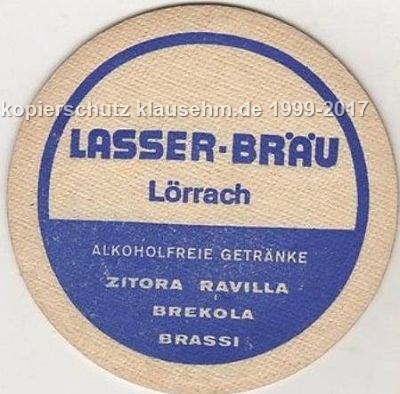 kopierschutz klausehm.de 1999-2017
LASSER-BRÄU
Lörrach
ALKOHOLFREIE GETRÄNKE
ZITORA RAVILLA
BREKOLA
BRASSI